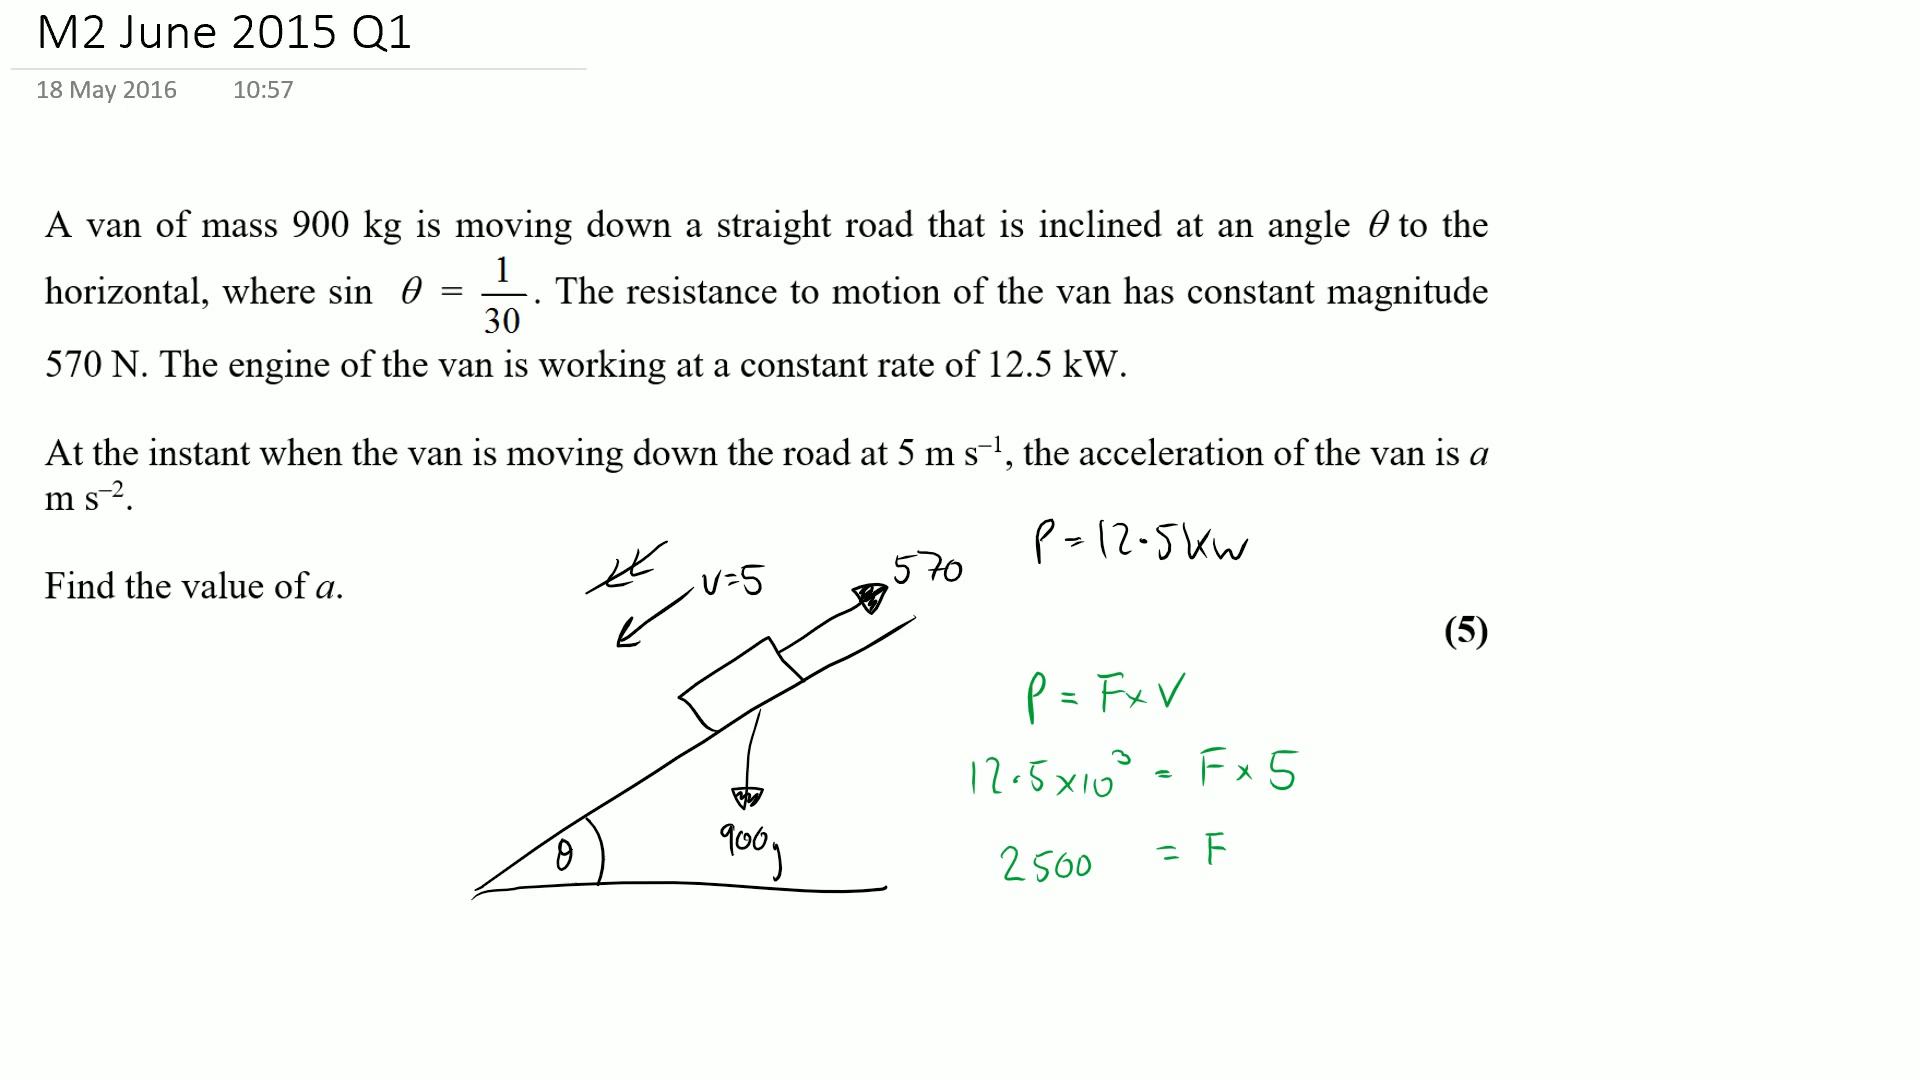 M2 June 2015 Q1
18 May 2016 10:57
A van of mass 900 kg is moving down a straight road that is inclined at an angle θ to the
horizontal, where sin θ = 1/30. The resistance to motion of the van has constant magnitude
570 N. The engine of the van is working at a constant rate of 12.5 kW.
At the instant when the van is moving down the road at 5 m s⁻¹, the acceleration of the van is a
m s⁻².
Find the value of a.
(5)
v=5
570
900g
θ
P = 12.5kW
P = F × V
12.5×10³ = F × 5
2500 = F